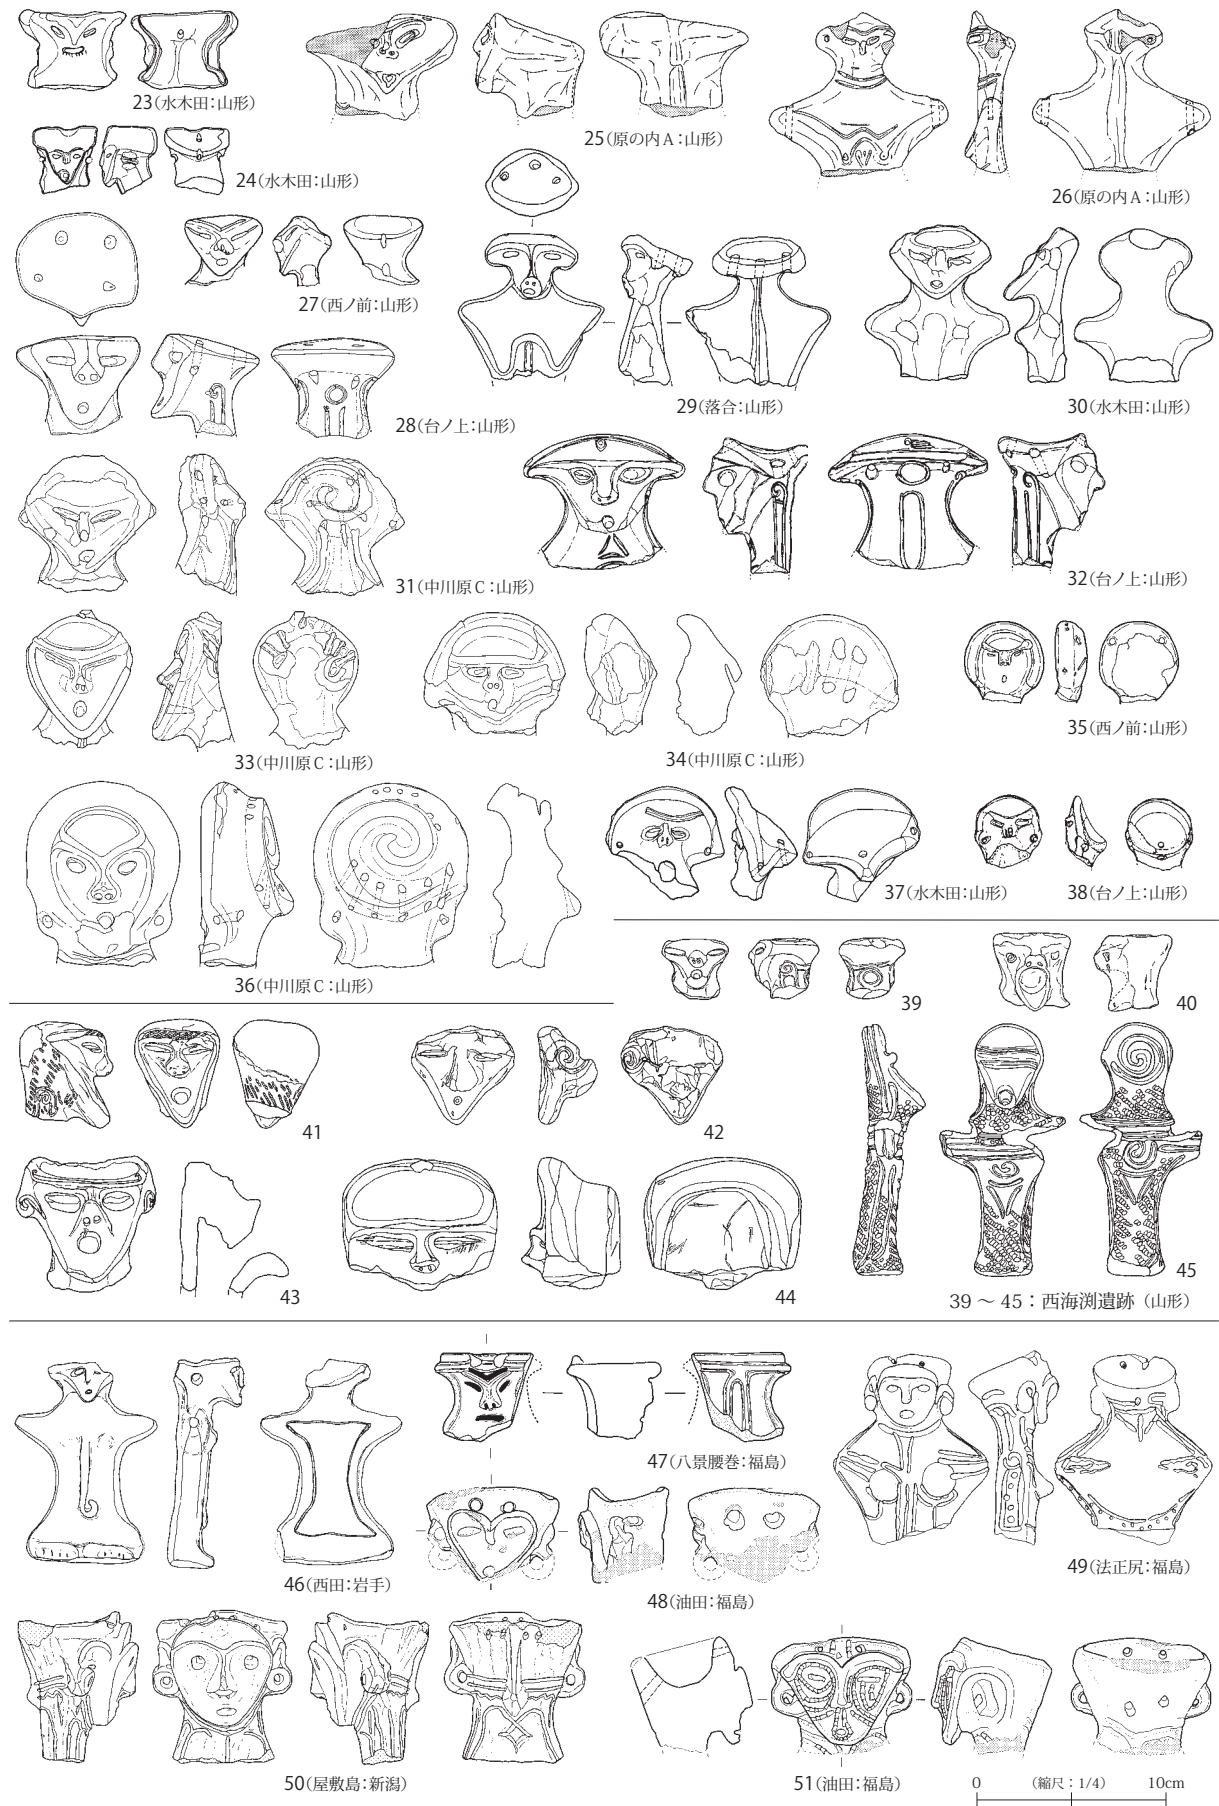 23(水木田：山形)
25(原の内A：山形)
24(水木田：山形)
26(原の内A：山形)
27(西ノ前：山形)
29(落合：山形)
30(水木田：山形)
28(台ノ上：山形)
31(中川原C：山形)
32(台ノ上：山形)
33(中川原C：山形)
34(中川原C：山形)
35(西ノ前：山形)
36(中川原C：山形)
37(水木田：山形)
38(台ノ上：山形)
39
40
41
42
43
44
45
39～45：西海渕遺跡（山形）
46(西田：岩手)
47(八景腰巻：福島)
48(油田：福島)
49(法正尻：福島)
50(屋敷島：新潟)
51(油田：福島)
0 （縮尺：1/4） 10cm